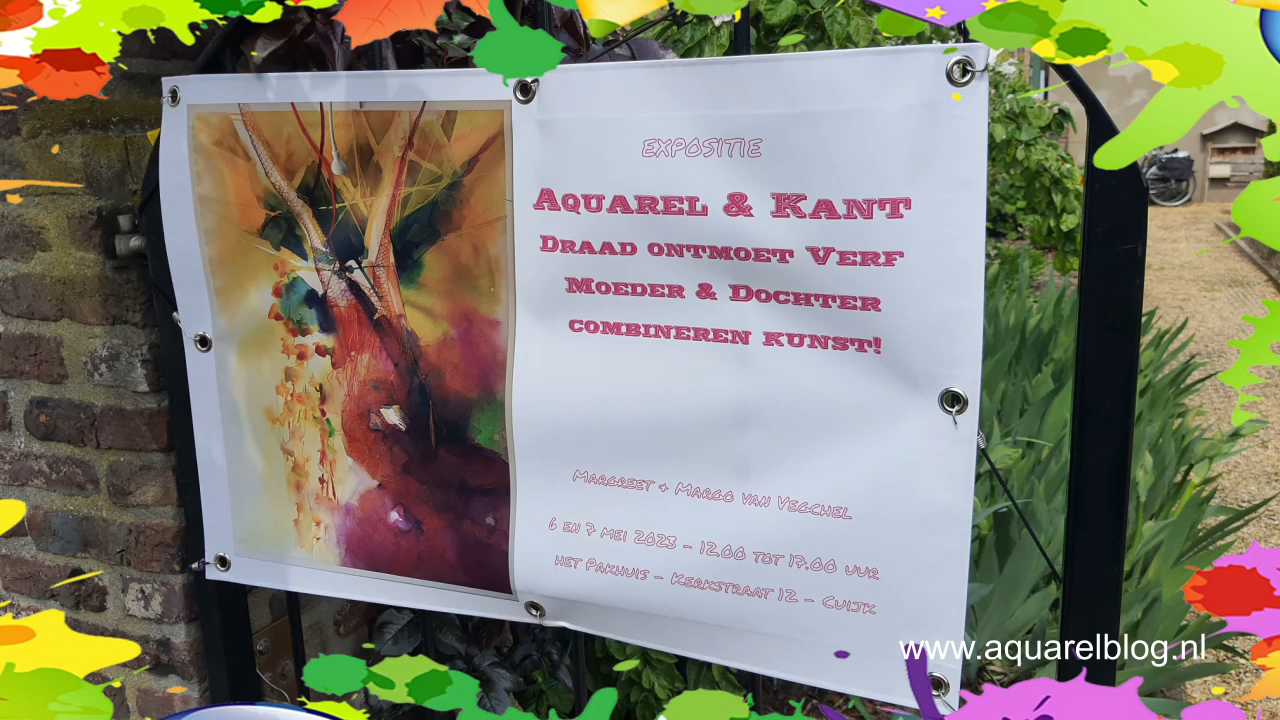 EXPOSITIE
AQUAREL & KANT
DRAAD ONTMOET VERF
MOEDER & DOCHTER
COMBINEREN KUNST!
MARGREET + MARGO VAN VEGCHEL
6 EN 7 MEI 2023 - 12.00 TOT 17.00 UUR
HET PAKHUIS - KERKSTRAAT 12 - CUIJK
www.aquarelblog.nl